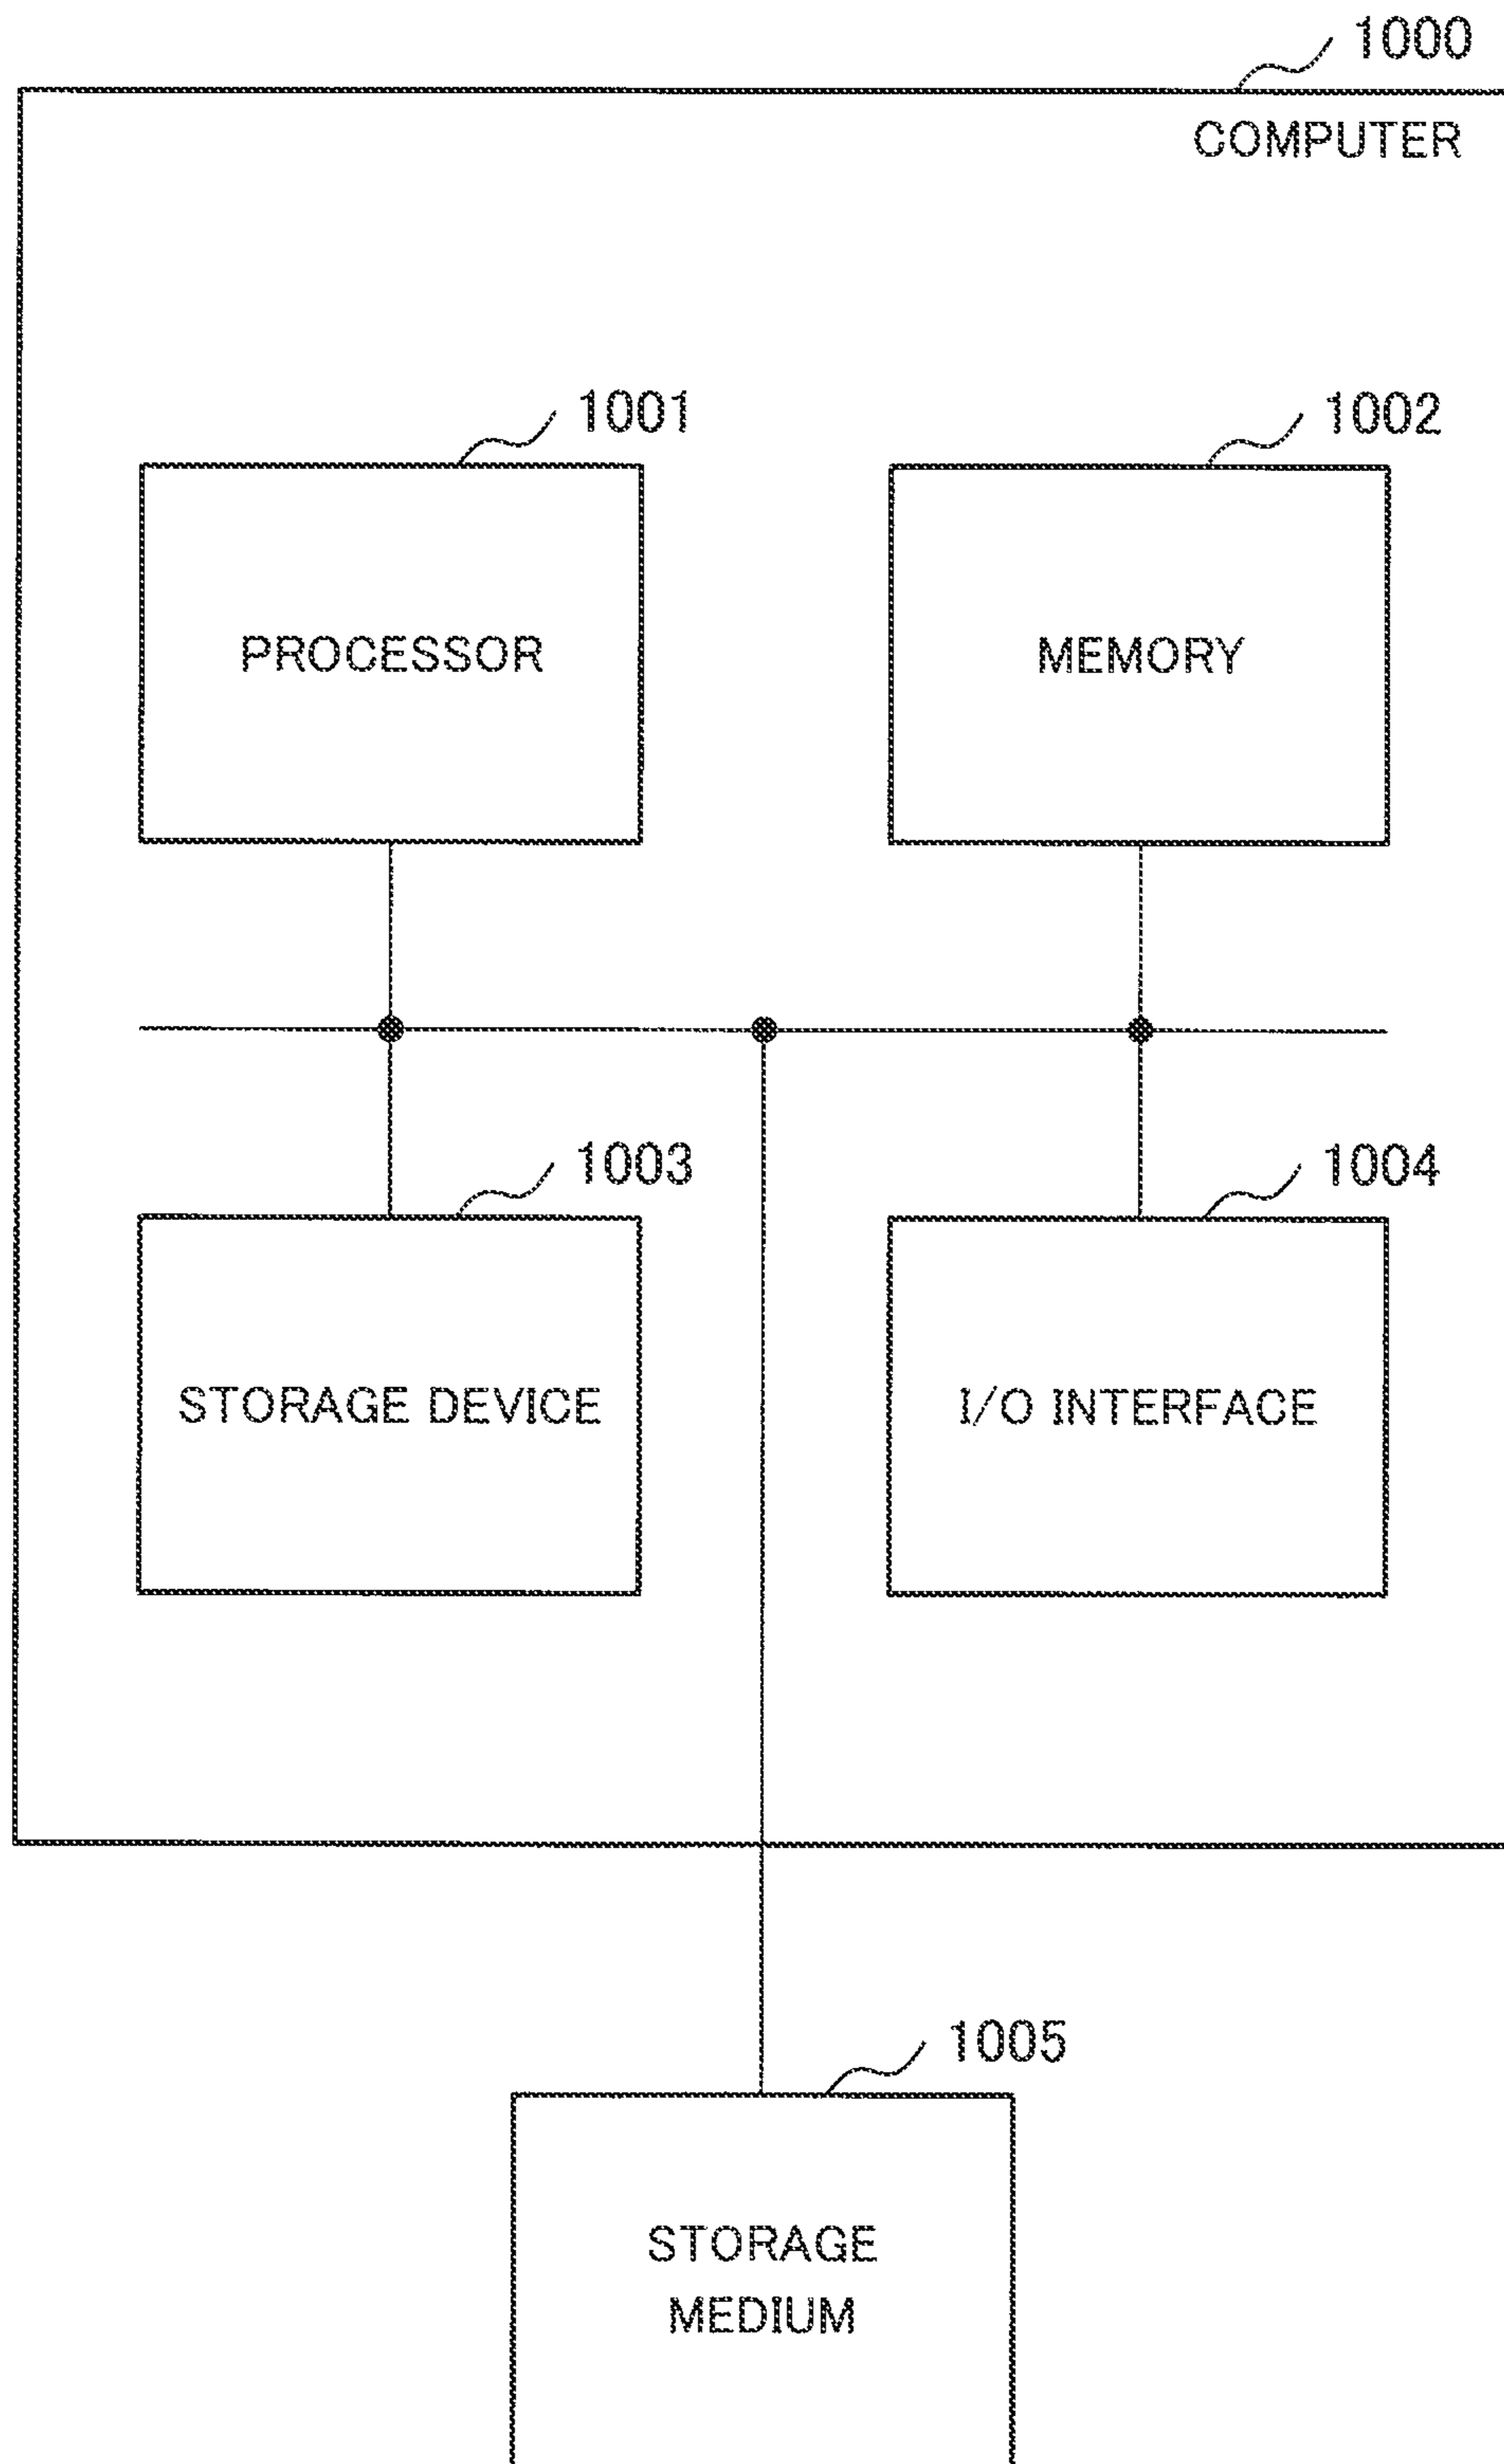 1000
COMPUTER
1001
1002
PROCESSOR
MEMORY
1003
1004
STORAGE DEVICE
I/O INTERFACE
1005
STORAGE
MEDIUM